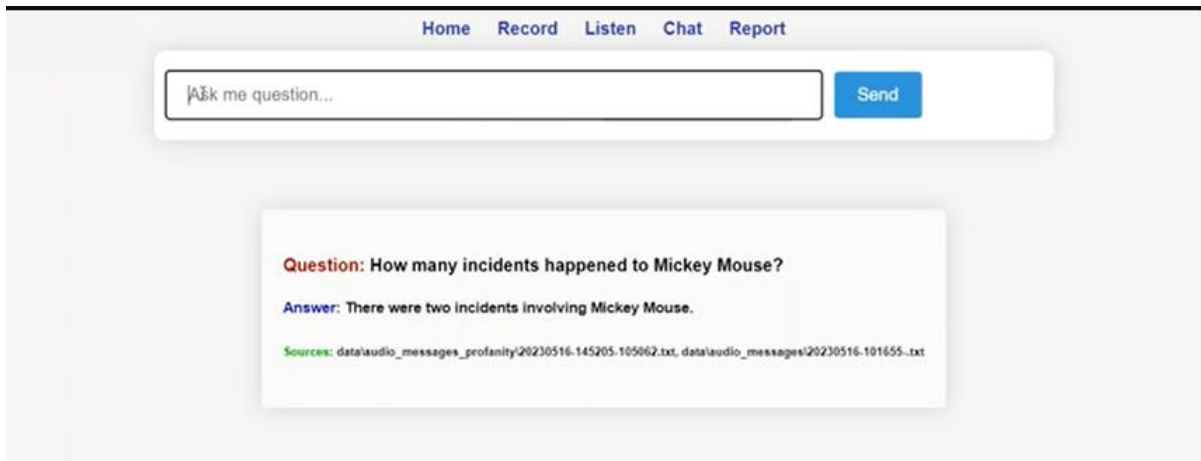 Home Record Listen Chat Report
Ask me question...
Send
Question: How many incidents happened to Mickey Mouse?
Answer: There were two incidents involving Mickey Mouse.
Sources: data\audio_messages_profanity\20230516-145205-105062.txt, data\audio_messages\20230516-101655-.txt